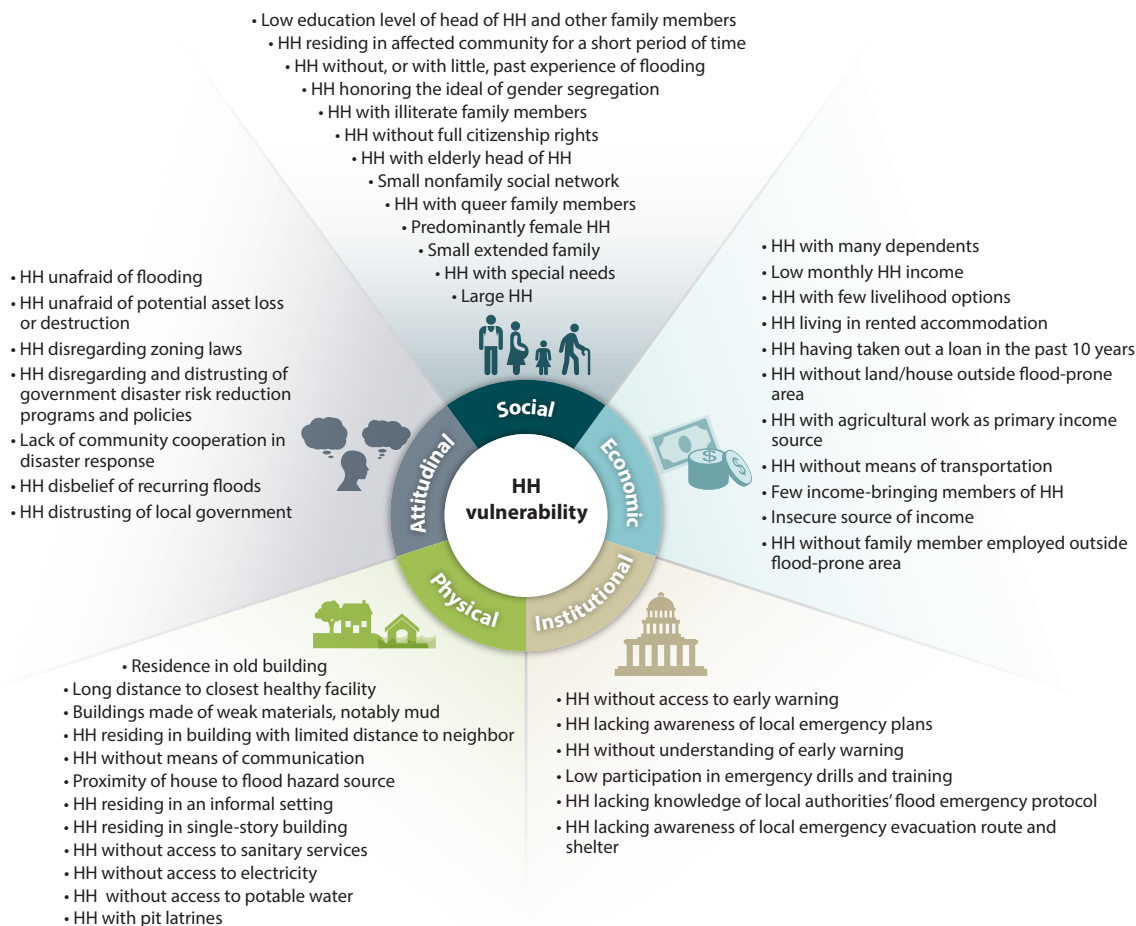 • Low education level of head of HH and other family members
• HH residing in affected community for a short period of time
• HH without, or with little, past experience of flooding
• HH honoring the ideal of gender segregation
• HH with illiterate family members
• HH without full citizenship rights
• HH with elderly head of HH
• Small nonfamily social network
• HH with queer family members
• Predominantly female HH
• Small extended family
• HH with special needs
• Large HH
• HH unafraid of flooding
• HH unafraid of potential asset loss
or destruction
• HH disregarding zoning laws
• HH disregarding and distrusting of
government disaster risk reduction
programs and policies
• Lack of community cooperation in
disaster response
• HH disbelief of recurring floods
• HH distrusting of local government
• HH with many dependents
• Low monthly HH income
• HH with few livelihood options
• HH living in rented accommodation
• HH having taken out a loan in the past 10 years
• HH without land/house outside flood-prone
area
• HH with agricultural work as primary income
source
• HH without means of transportation
• Few income-bringing members of HH
• Insecure source of income
• HH without family member employed outside
flood-prone area
Social
Attitudinal
Economic
HH
vulnerability
Physical
Institutional
$
$
$
• Residence in old building
• Long distance to closest healthy facility
• Buildings made of weak materials, notably mud
• HH residing in building with limited distance to neighbor
• HH without means of communication
• Proximity of house to flood hazard source
• HH residing in an informal setting
• HH residing in single-story building
• HH without access to sanitary services
• HH without access to electricity
• HH without access to potable water
• HH with pit latrines
• HH without access to early warning
• HH lacking awareness of local emergency plans
• HH without understanding of early warning
• Low participation in emergency drills and training
• HH lacking knowledge of local authorities’ flood emergency protocol
• HH lacking awareness of local emergency evacuation route and
shelter